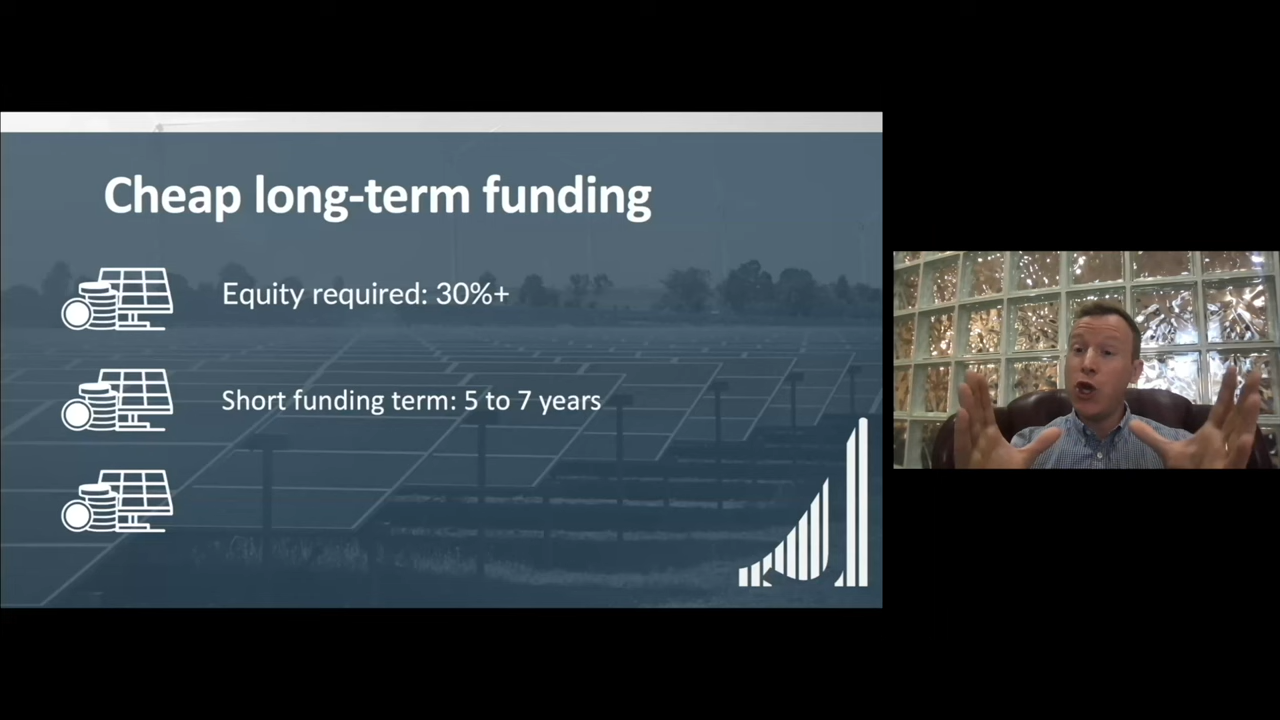 Cheap long-term funding
Equity required: 30%+
Short funding term: 5 to 7 years